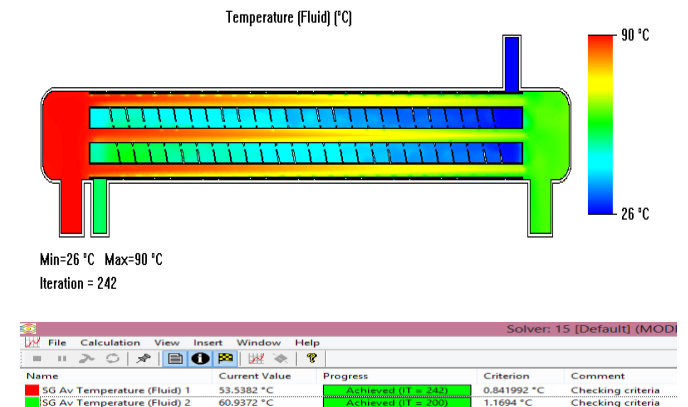 Temperature (Fluid) (°C)
90 °C
26 °C
Min=26 °C Max=90 °C
Iteration = 242
Solver: 15 [Default] (MODI
File Calculation View Insert Window Help
Name Current Value Progress Criterion Comment
SG Av Temperature (Fluid) 1 53.5382 °C Achieved (IT = 242) 0.841992 °C Checking criteria
SG Av Temperature (Fluid) 2 60.9372 °C Achieved (IT = 200) 1.1694 °C Checking criteria